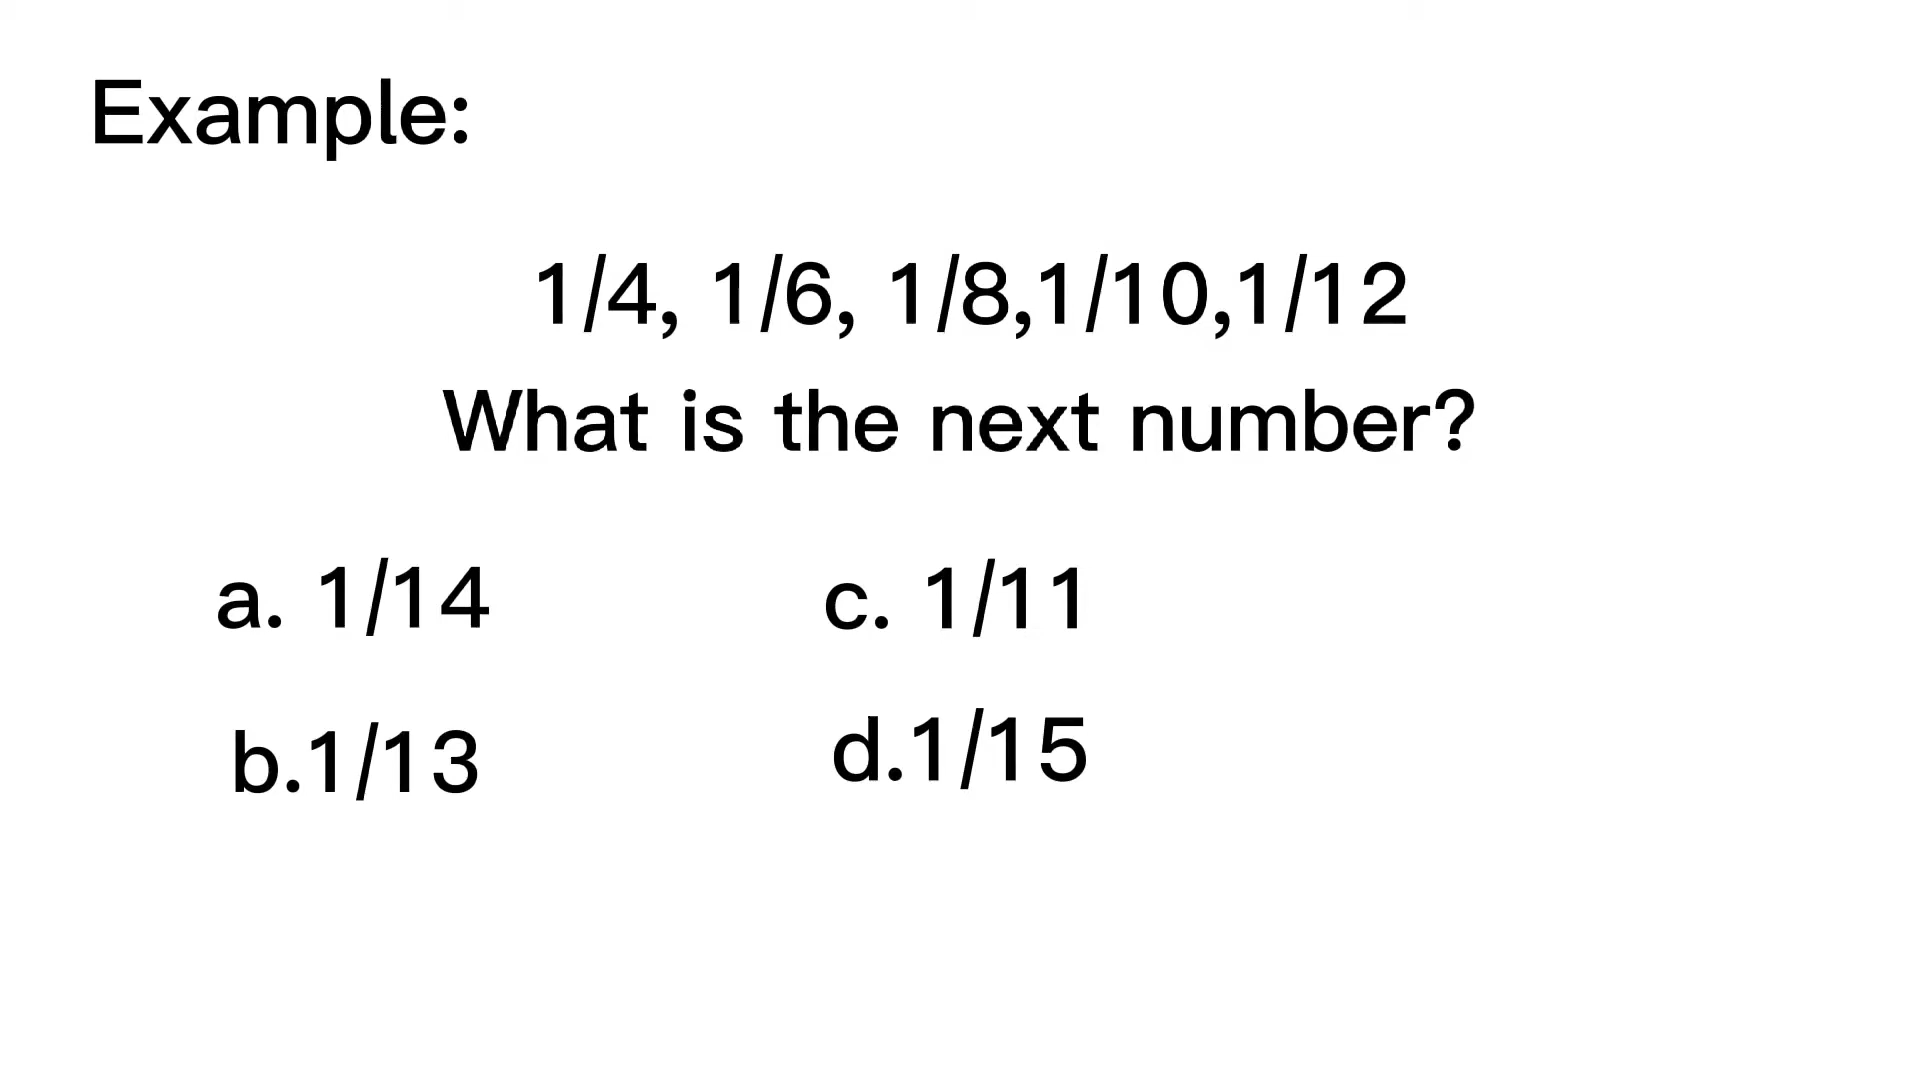 Example:
1/4, 1/6, 1/8,1/10,1/12
What is the next number?
a. 1/14
c. 1/11
b.1/13
d.1/15